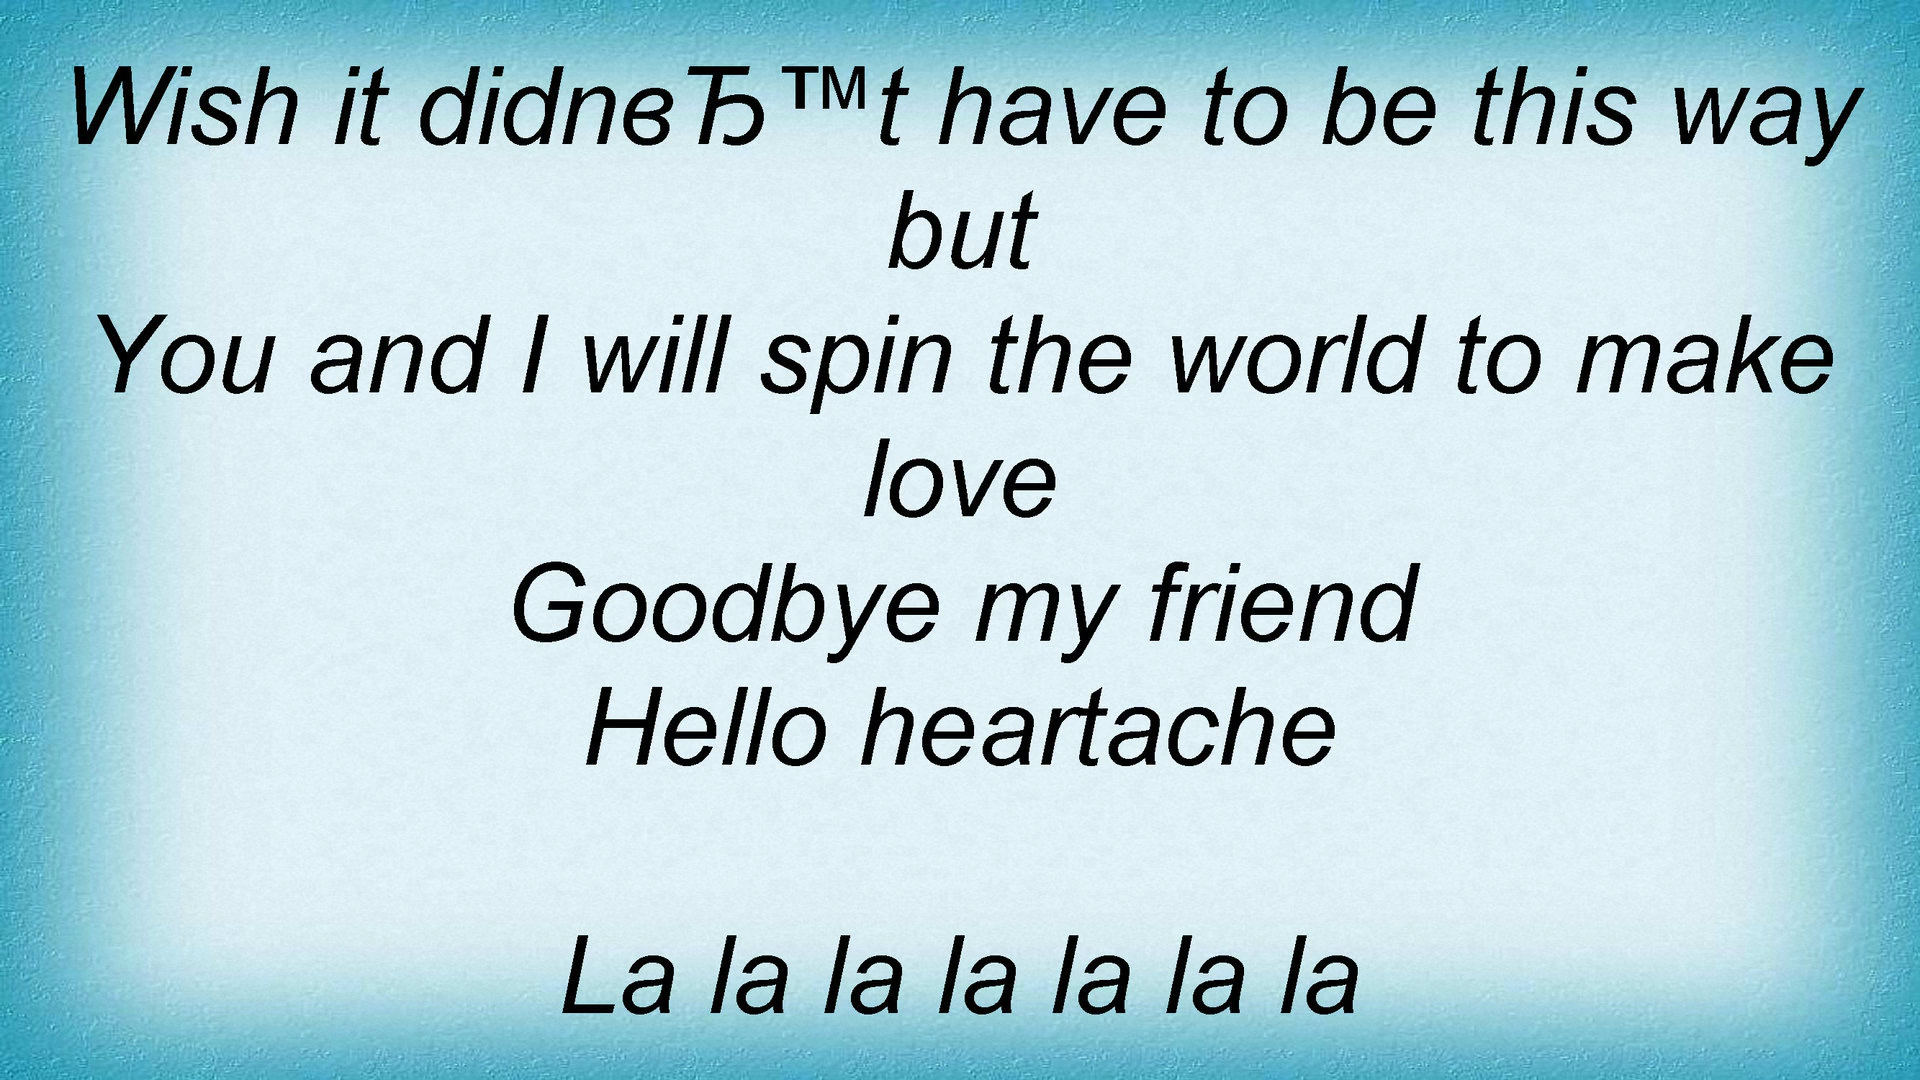 Wish it didnвЂ™t have to be this way
but
You and I will spin the world to make
love
Goodbye my friend
Hello heartache
La la la la la la la